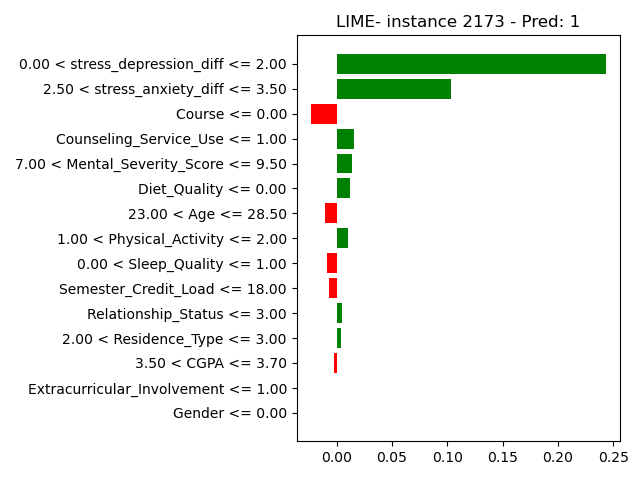 LIME- instance 2173 - Pred: 1
0.00 < stress_depression_diff <= 2.00
2.50 < stress_anxiety_diff <= 3.50
Course <= 0.00
Counseling_Service_Use <= 1.00
7.00 < Mental_Severity_Score <= 9.50
Diet_Quality <= 0.00
23.00 < Age <= 28.50
1.00 < Physical_Activity <= 2.00
0.00 < Sleep_Quality <= 1.00
Semester_Credit_Load <= 18.00
Relationship_Status <= 3.00
2.00 < Residence_Type <= 3.00
3.50 < CGPA <= 3.70
Extracurricular_Involvement <= 1.00
Gender <= 0.00
0.00 0.05 0.10 0.15 0.20 0.25